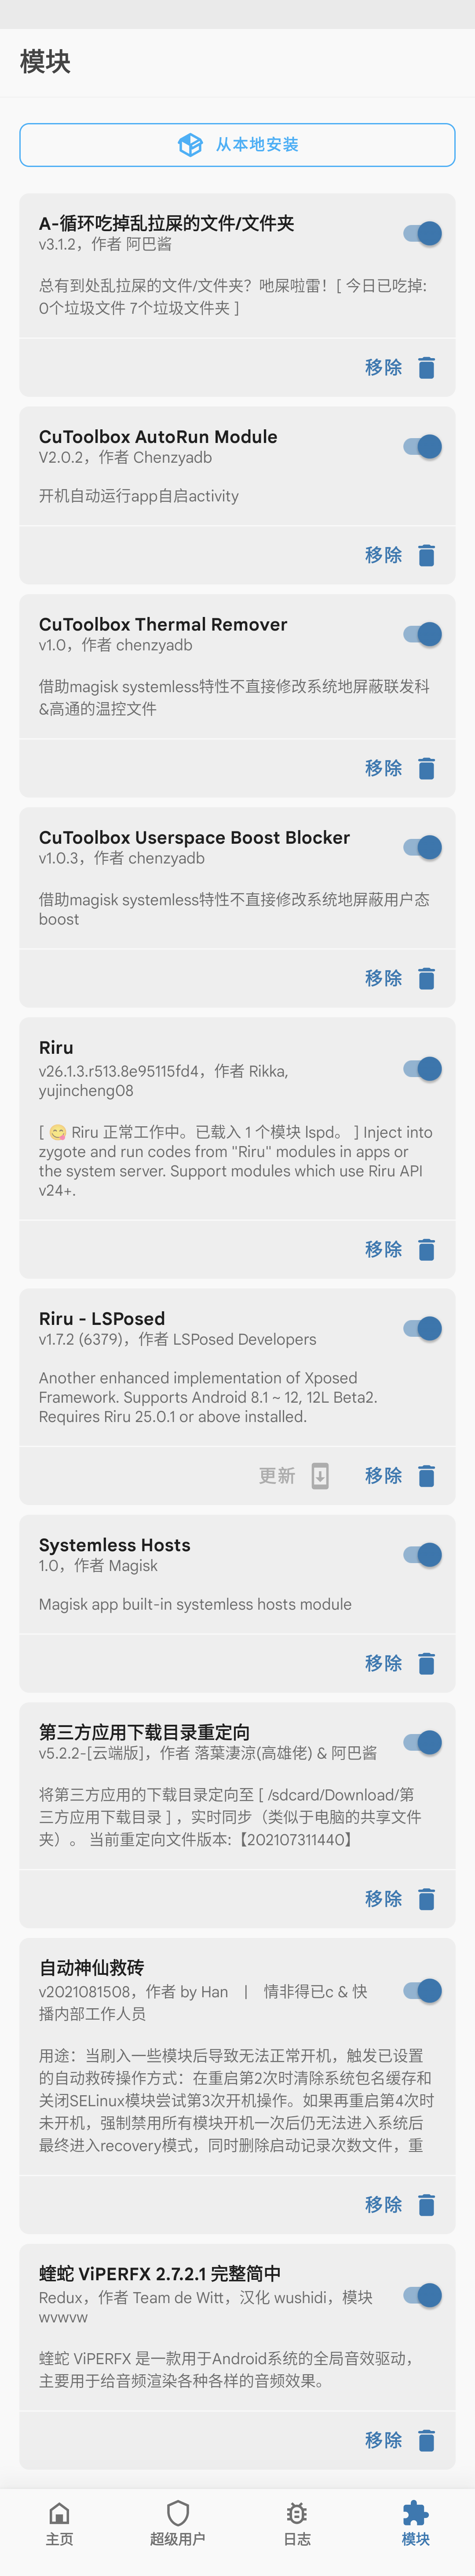 模块
从本地安装
A-循环吃掉乱拉屎的文件/文件夹
v3.1.2，作者 阿巴酱
总有到处乱拉屎的文件/文件夹？吔屎啦雷！[ 今日已吃掉:
0个垃圾文件 7个垃圾文件夹 ]
移除
CuToolbox AutoRun Module
V2.0.2，作者 Chenzyadb
开机自动运行app自启activity
移除
CuToolbox Thermal Remover
v1.0，作者 chenzyadb
借助magisk systemless特性不直接修改系统地屏蔽联发科
&高通的温控文件
移除
CuToolbox Userspace Boost Blocker
v1.0.3，作者 chenzyadb
借助magisk systemless特性不直接修改系统地屏蔽用户态
boost
移除
Riru
v26.1.3.r513.8e95115fd4，作者 Rikka,
yujincheng08
[ 😋 Riru 正常工作中。已载入 1 个模块 lspd。 ] Inject into
zygote and run codes from "Riru" modules in apps or
the system server. Support modules which use Riru API
v24+.
移除
Riru - LSPosed
v1.7.2 (6379)，作者 LSPosed Developers
Another enhanced implementation of Xposed
Framework. Supports Android 8.1 ~ 12, 12L Beta2.
Requires Riru 25.0.1 or above installed.
更新 移除
Systemless Hosts
1.0，作者 Magisk
Magisk app built-in systemless hosts module
移除
第三方应用下载目录重定向
v5.2.2-[云端版]，作者 落葉淒涼(高雄佬) & 阿巴酱
将第三方应用的下载目录定向至 [ /sdcard/Download/第
三方应用下载目录 ] ，实时同步（类似于电脑的共享文件
夹）。 当前重定向文件版本:【202107311440】
移除
自动神仙救砖
v2021081508，作者 by Han ｜ 情非得已c & 快
播内部工作人员
用途：当刷入一些模块后导致无法正常开机，触发已设置
的自动救砖操作方式：在重启第2次时清除系统包名缓存和
关闭SELinux模块尝试第3次开机操作。如果再重启第4次时
未开机，强制禁用所有模块开机一次后仍无法进入系统后
最终进入recovery模式，同时删除启动记录次数文件，重
移除
蝰蛇 ViPERFX 2.7.2.1 完整简中
Redux，作者 Team de Witt，汉化 wushidi，模块
wvwvw
蝰蛇 ViPERFX 是一款用于Android系统的全局音效驱动，
主要用于给音频渲染各种各样的音频效果。
移除
主页 超级用户 日志 模块